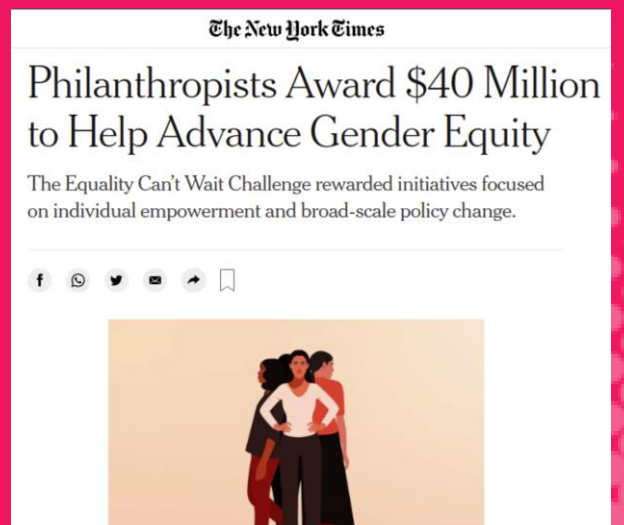 The New York Times
Philanthropists Award $40 Million
to Help Advance Gender Equity
The Equality Can't Wait Challenge rewarded initiatives focused
on individual empowerment and broad-scale policy change.